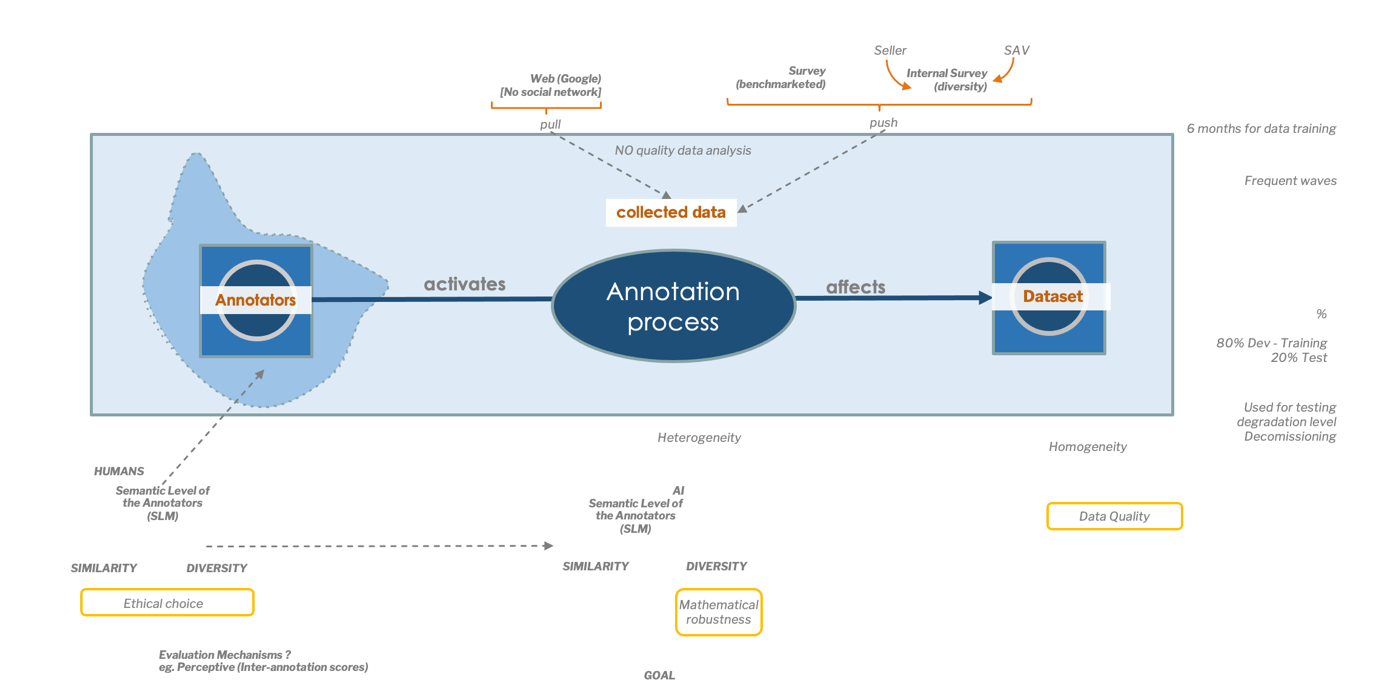 Seller
SAV
Web (Google)
[No social network]
Survey
(benchmarketed)
Internal Survey
(diversity)
pull
push
6 months for data training
NO quality data analysis
Frequent waves
collected data
activates
Annotation
process
affects
Annotators
Dataset
%
80% Dev - Training
20% Test
Used for testing
degradation level
Decomissioning
Heterogeneity
Homogeneity
HUMANS
Semantic Level of
the Annotators
(SLM)
AI
Semantic Level of
the Annotators
(SLM)
Data Quality
SIMILARITY
DIVERSITY
SIMILARITY
DIVERSITY
Ethical choice
Mathematical
robustness
Evaluation Mechanisms ?
eg. Perceptive (Inter-annotation scores)
GOAL